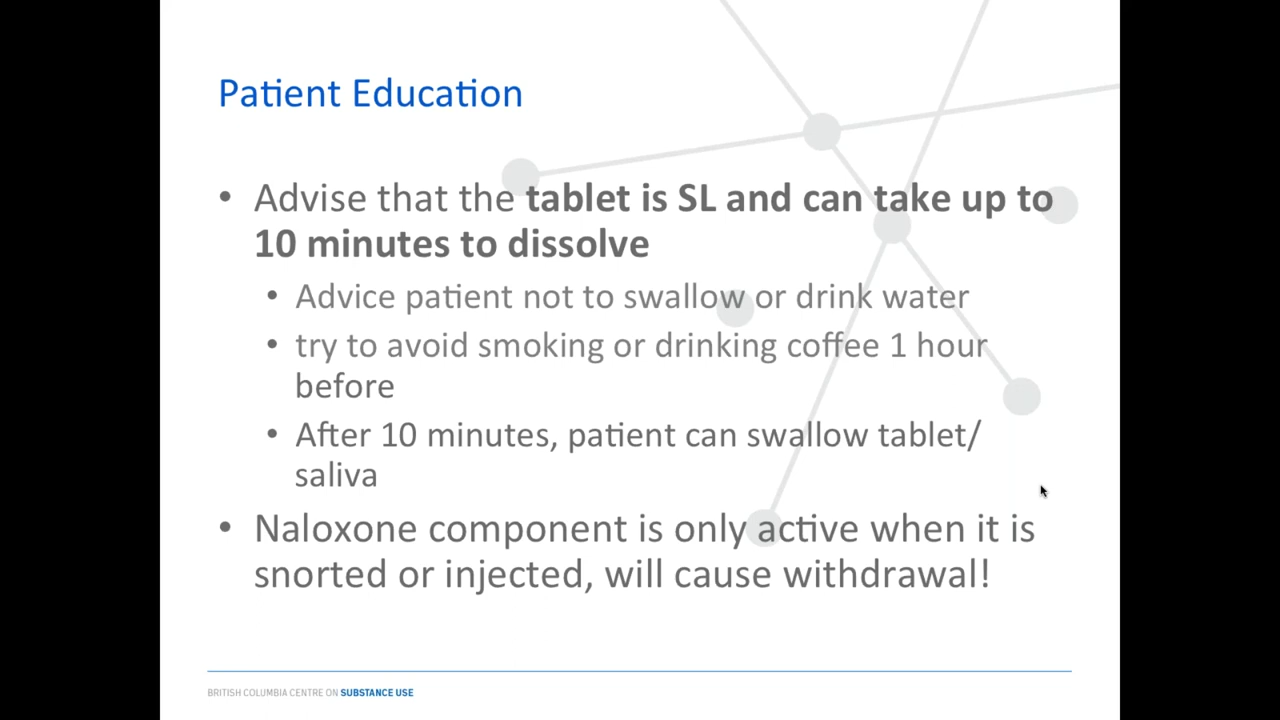 Patient Education
• Advise that the tablet is SL and can take up to
10 minutes to dissolve
• Advice patient not to swallow or drink water
• try to avoid smoking or drinking coffee 1 hour
before
• After 10 minutes, patient can swallow tablet/
saliva
• Naloxone component is only active when it is
snorted or injected, will cause withdrawal!
BRITISH COLUMBIA CENTRE ON SUBSTANCE USE